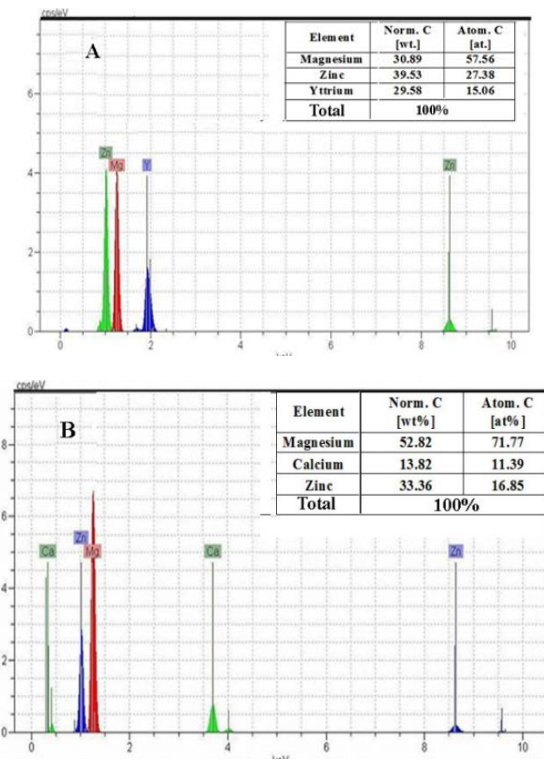 cps/eV
A
Element Norm. C [wt.] Atom. C [at.]
Magnesium 30.89 57.56
Zinc 39.53 27.38
Yttrium 29.58 15.06
Total 100%
6
4
2
0
Zn Mg Y Zn
0 2 4 6 8 10
cps/eV
B
Element Norm. C [wt%] Atom. C [at%]
Magnesium 52.82 71.77
Calcium 13.82 11.39
Zinc 33.36 16.85
Total 100%
8
6
4
2
0
Ca Zn Mg Ca Zn
0 2 4 6 8 10